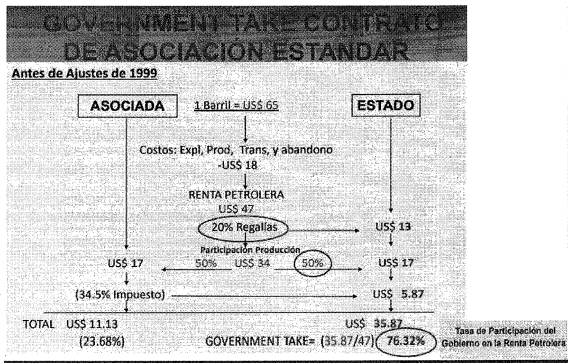 GOVERNMENT TAKE CONTRATO
DE ASOCIACION ESTANDAR
Antes de Ajustes de 1999
ASOCIADA
1 Barril = US$ 65
ESTADO
Costos: Expl, Prod, Trans, y abandono
-US$ 18
RENTA PETROLERA
US$ 47
20% Regalías
US$ 13
Participación Producción
US$ 17
50%
US$ 34
50%
US$ 17
(34.5% Impuesto)
US$ 5.87
TOTAL US$ 11.13
US$ 35.87
(23.68%)
GOVERNMENT TAKE= (35.87/47) 76.32%
Tasa de Participación del
Gobierno en la Renta Petrolera